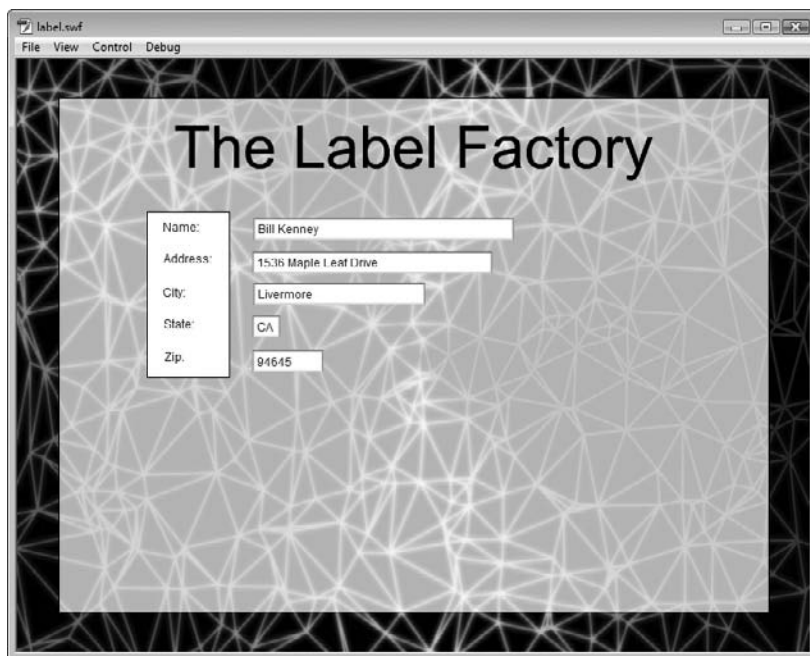 label.swf
File View Control Debug
The Label Factory
Name: Bill Kenney
Address: 1536 Maple Leaf Drive
City: Livermore
State: CA
Zip: 94645